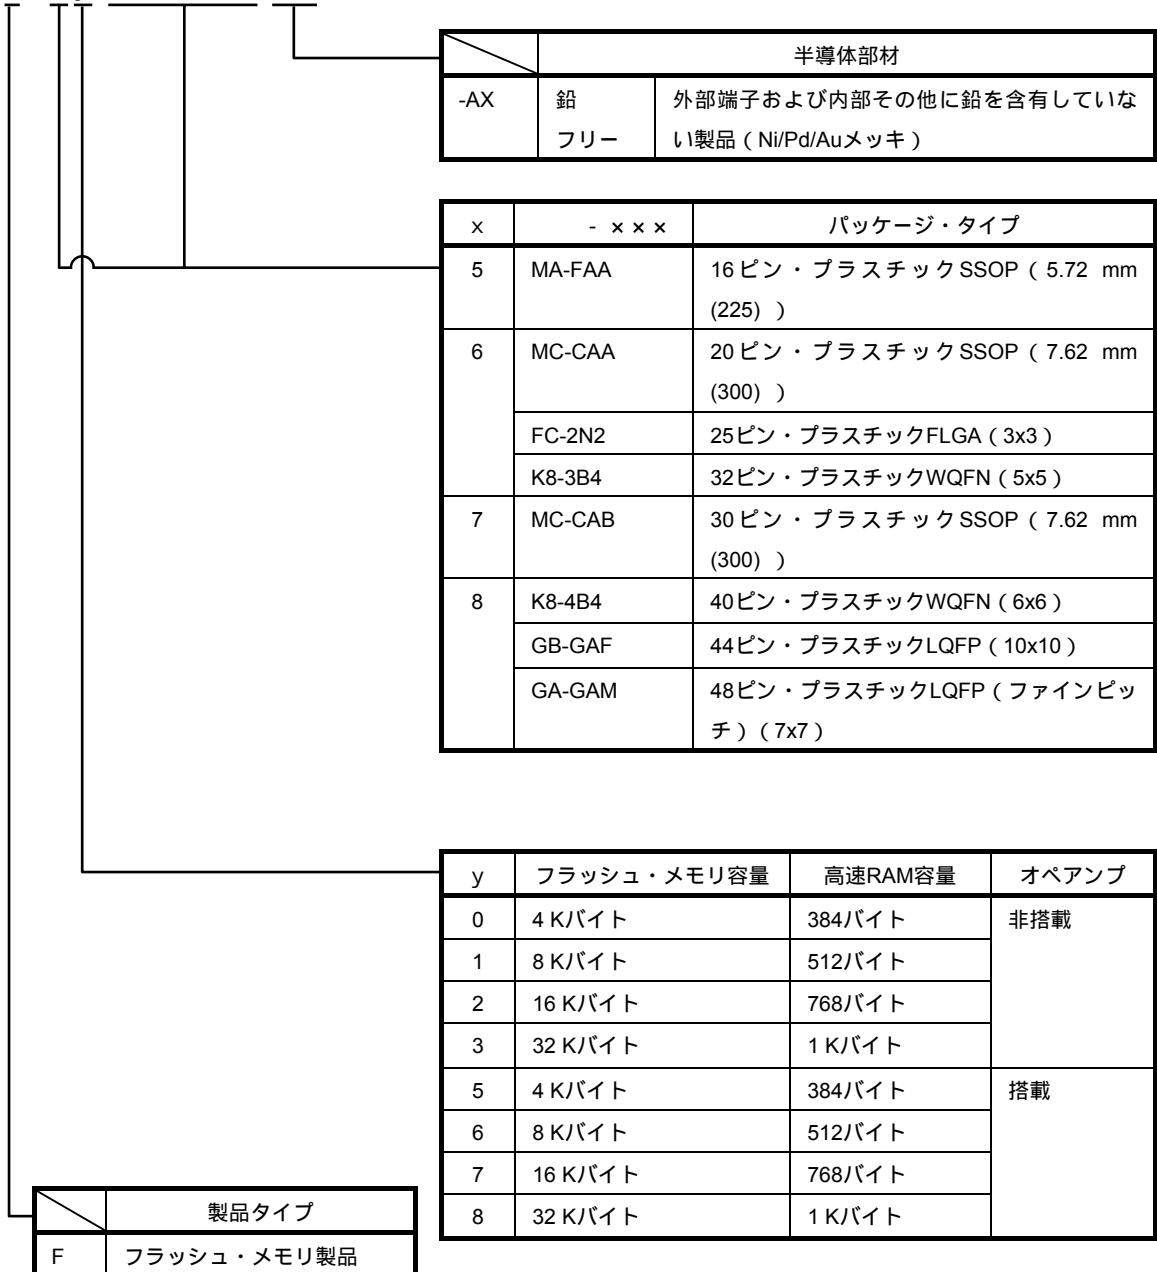 半導体部材
-AX 鉛 外部端子および内部その他に鉛を含有していな
フリー い製品（Ni/Pd/Auメッキ）
x - ××× パッケージ・タイプ
5 MA-FAA 16ピン・プラスチックSSOP（5.72 mm
(225) ）
6 MC-CAA 20ピン・プラスチックSSOP（7.62 mm
(300) ）
FC-2N2 25ピン・プラスチックFLGA（3x3）
K8-3B4 32ピン・プラスチックWQFN（5x5）
7 MC-CAB 30ピン・プラスチックSSOP（7.62 mm
(300) ）
8 K8-4B4 40ピン・プラスチックWQFN（6x6）
GB-GAF 44ピン・プラスチックLQFP（10x10）
GA-GAM 48ピン・プラスチックLQFP（ファインピッ
チ）（7x7）
y フラッシュ・メモリ容量 高速RAM容量 オペアンプ
0 4 Kバイト 384バイト 非搭載
1 8 Kバイト 512バイト
2 16 Kバイト 768バイト
3 32 Kバイト 1 Kバイト
5 4 Kバイト 384バイト 搭載
6 8 Kバイト 512バイト
7 16 Kバイト 768バイト
8 32 Kバイト 1 Kバイト
製品タイプ
F フラッシュ・メモリ製品